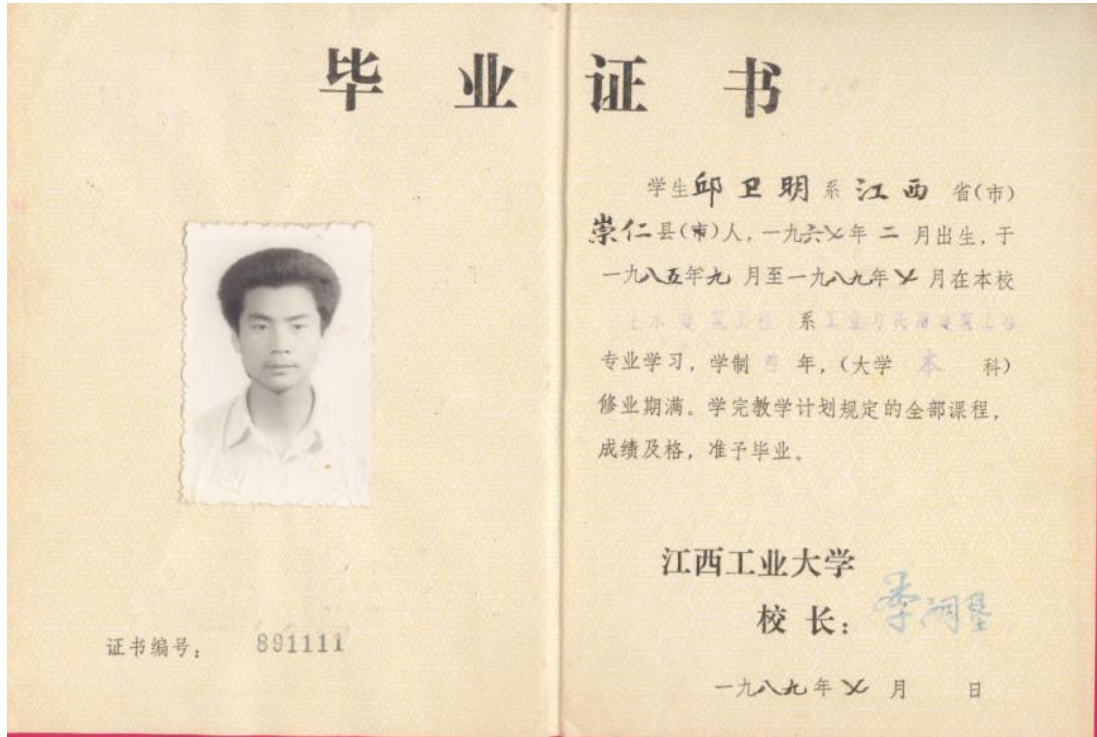 毕业证书
学生邱卫明系江西省(市)
崇仁县(市)人,一九六七年二月出生,于
一九八五年九月至一九八九年七月在本校
土木建筑工程系工业与民用建筑工程
专业学习,学制四年,(大学本科)
修业期满。学完教学计划规定的全部课程,
成绩及格,准予毕业。
江西工业大学
校长:
证书编号: 891111
一九八九年七月 日